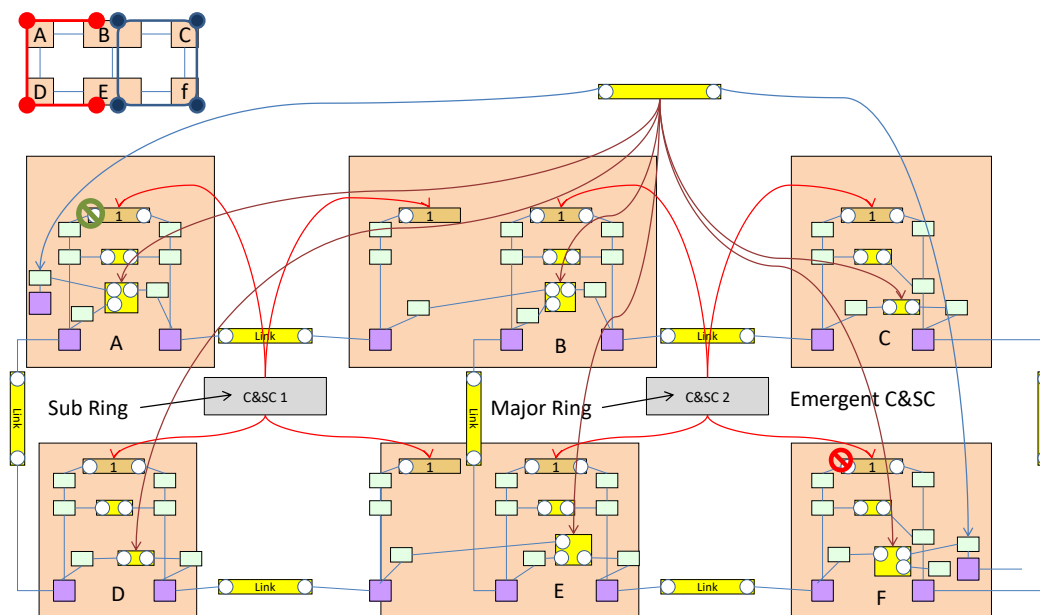 A B C
D E f
1 1 1 1
A B C
Link Link
Link
Link
Sub Ring
C&SC 1
Major Ring
C&SC 2
Emergent C&SC
1 1 1 1
D E F
Link Link